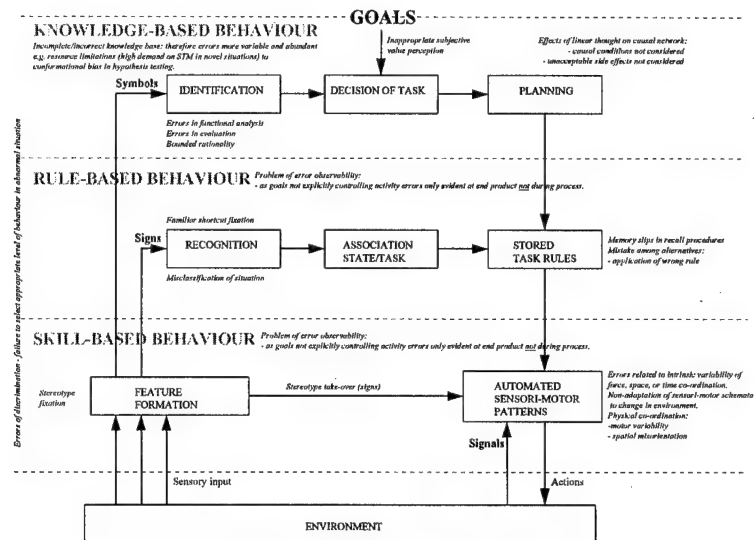 GOALS
KNOWLEDGE-BASED BEHAVIOUR
Incomplete/incorrect knowledge base: therefore errors more variable and abundant
e.g. resource limitations (high demand on STM in novel situations) to
conformational bias in hypothesis testing.
Inappropriate subjective
value perception
Effects of linear thought on causal network:
- causal conditions not considered
- unacceptable side effects not considered
Symbols
IDENTIFICATION
DECISION OF TASK
PLANNING
Errors in functional analysis
Errors in evaluation
Bounded rationality
RULE-BASED BEHAVIOUR
Problem of error observability:
- as goals not explicitly controlling activity errors only evident at end product not during process.
Familiar shortcut fixation
Signs
RECOGNITION
ASSOCIATION
STATE/TASK
STORED
TASK RULES
Memory slips in recall procedures
Mistake among alternatives:
- application of wrong rule
Misclassification of situation
SKILL-BASED BEHAVIOUR
Problem of error observability:
- as goals not explicitly controlling activity errors only evident at end product not during process.
Stereotype
fixation
FEATURE
FORMATION
Stereotype take-over (signs)
AUTOMATED
SENSORI-MOTOR
PATTERNS
Errors related to intrinsic variability of
force, space, or time co-ordination.
Non-adaptation of sensori-motor schemata
to change in environment.
Physical co-ordination:
-motor variability
- spatial misorientation
Signals
Sensory input
Actions
ENVIRONMENT
Errors of discrimination - failure to select appropriate level of behaviour in abnormal situation